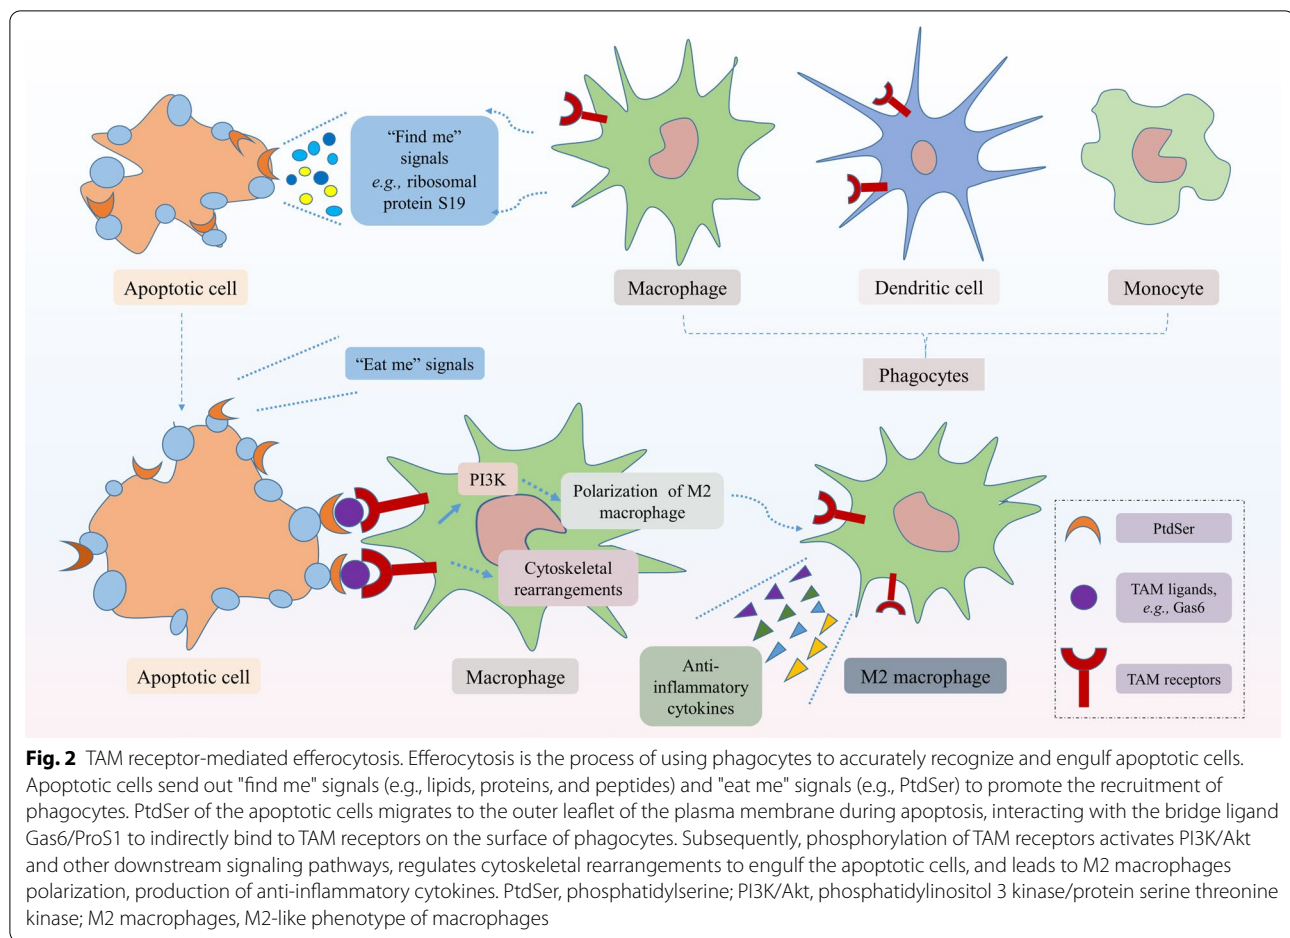 “Find me”
signals
e.g., ribosomal
protein S19
Apoptotic cell
Macrophage
Dendritic cell
Monocyte
“Eat me” signals
Phagocytes
PI3K
Polarization of M2
macrophage
Cytoskeletal
rearrangements
PtdSer
TAM ligands,
e.g., Gas6
TAM receptors
Apoptotic cell
Macrophage
Anti-
inflammatory
cytokines
M2 macrophage
Fig. 2 TAM receptor-mediated efferocytosis. Efferocytosis is the process of using phagocyte to accurately recognize and engulf apoptotic cells.
Apoptotic cells send out "find me" signals (e.g., lipids, proteins, and peptides) and "eat me" signals (e.g., PtdSer) to promote the recruitment of
phagocytes. PtdSer of the apoptotic cells migrates to the outer leaflet of the plasma membrane during apoptosis, interacting with the bridge ligand
Gas6/ProS1 to indirectly bind to TAM receptors on the surface of phagocytes. Subsequently, phosphorylation of TAM receptors activates PI3K/Akt
and other downstream signaling pathways, regulates cytoskeletal rearrangements to engulf the apoptotic cells, and leads to M2 macrophages
polarization, production of anti-inflammatory cytokines. PtdSer, phosphatidylserine; PI3K/Akt, phosphatidylinositol 3 kinase/protein serine threonine
kinase; M2 macrophages, M2-like phenotype of macrophages